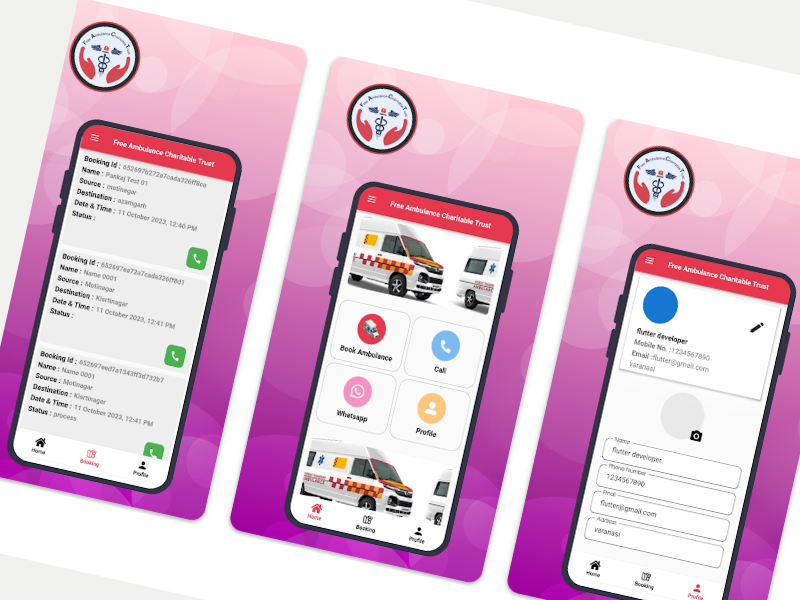 Free Ambulance Charitable Trust
Free Ambulance Charitable Trust
Booking Id : 652697b272a7cada326ff8ca
Name : Pankaj Test 01
Source : motinagar
Destination : azamgarh
Date & Time : 11 October 2023, 12:40 PM
Status :
Booking Id : 652697ea72a7cada326ff8d1
Name : Name 0001
Source : Motinagar
Destination : Kisrtinagar
Date & Time : 11 October 2023, 12:41 PM
Status :
Booking Id : 652697eed7a1343ff3d732b7
Name : Name 0001
Source : Motinagar
Destination : Kisrtinagar
Date & Time : 11 October 2023, 12:41 PM
Status : process
Home
Booking
Profile
Free Ambulance Charitable Trust
Free Ambulance Charitable Trust
Book Ambulance
Call
Whatsapp
Profile
AMBULANCE
Home
Booking
Profile
Free Ambulance Charitable Trust
Free Ambulance Charitable Trust
flutter developer
Mobile No. :1234567890
Email :flutter@gmail.com
varanasi
Name
flutter developer
Phone Number
1234567890
Email
flutter@gmail.com
Address
varanasi
Home
Booking
Profile